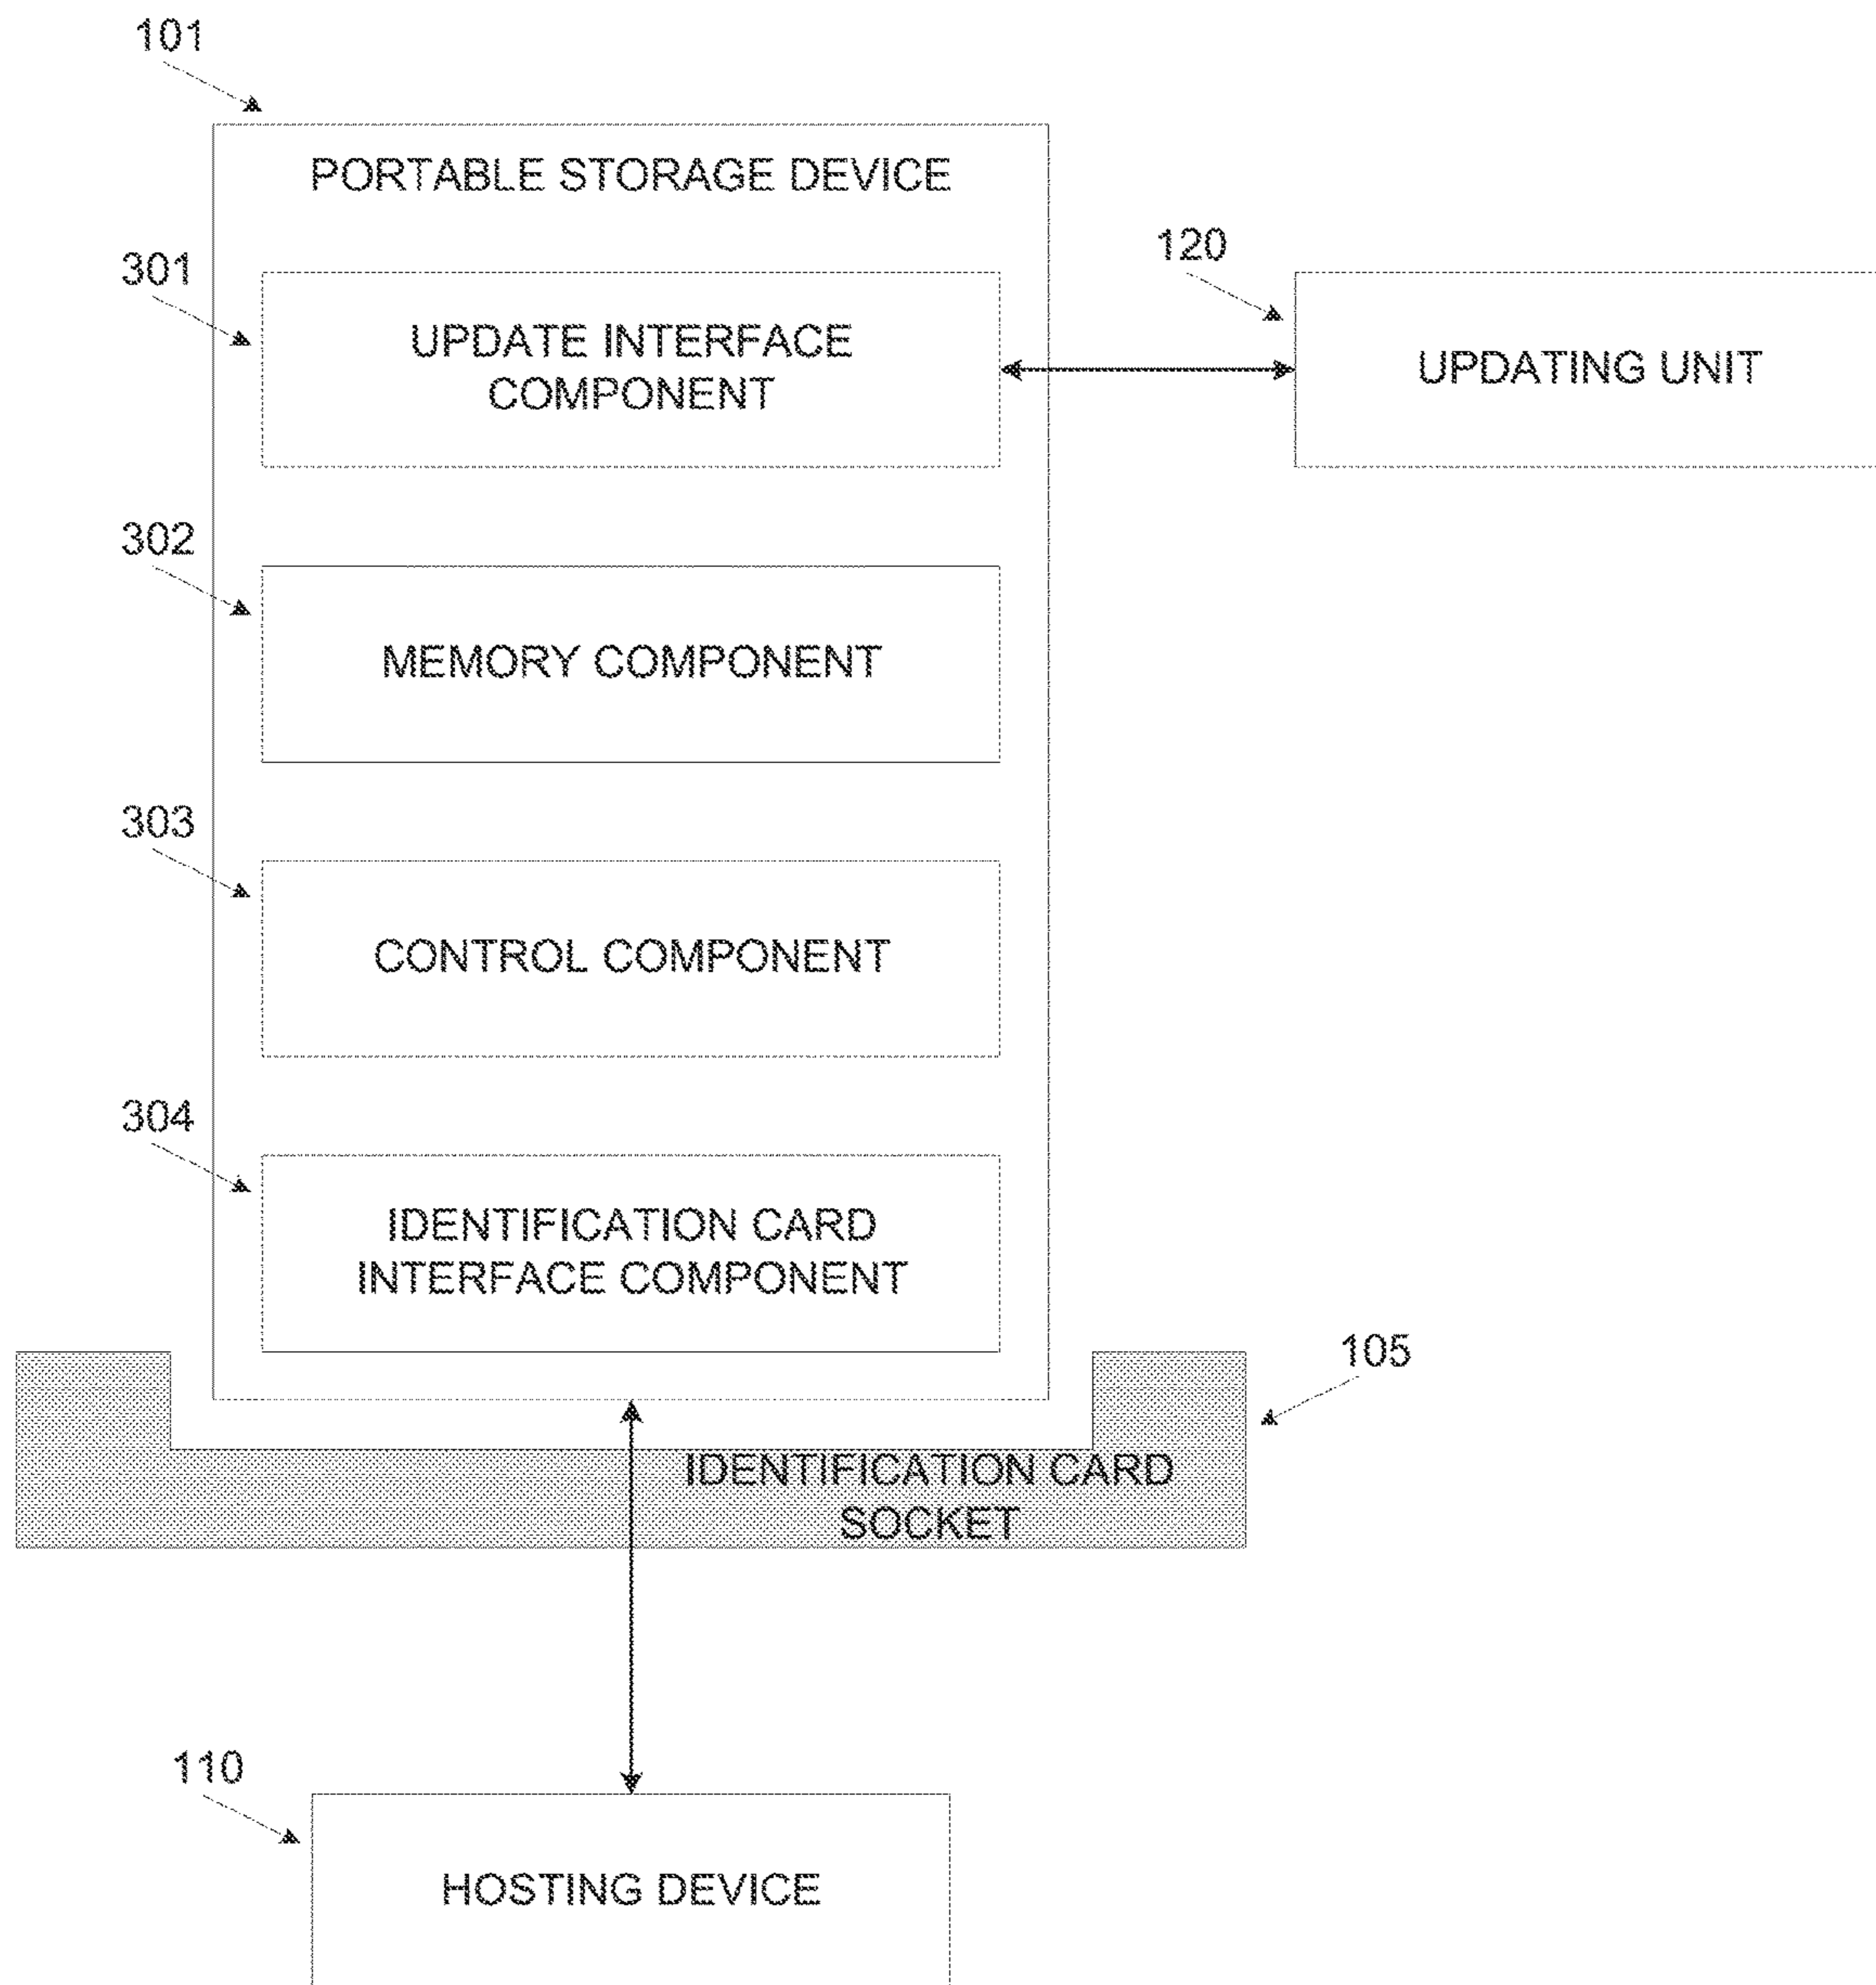 101
PORTABLE STORAGE DEVICE
301
UPDATE INTERFACE
COMPONENT
120
UPDATING UNIT
302
MEMORY COMPONENT
303
CONTROL COMPONENT
304
IDENTIFICATION CARD
INTERFACE COMPONENT
105
IDENTIFICATION CARD
SOCKET
110
HOSTING DEVICE